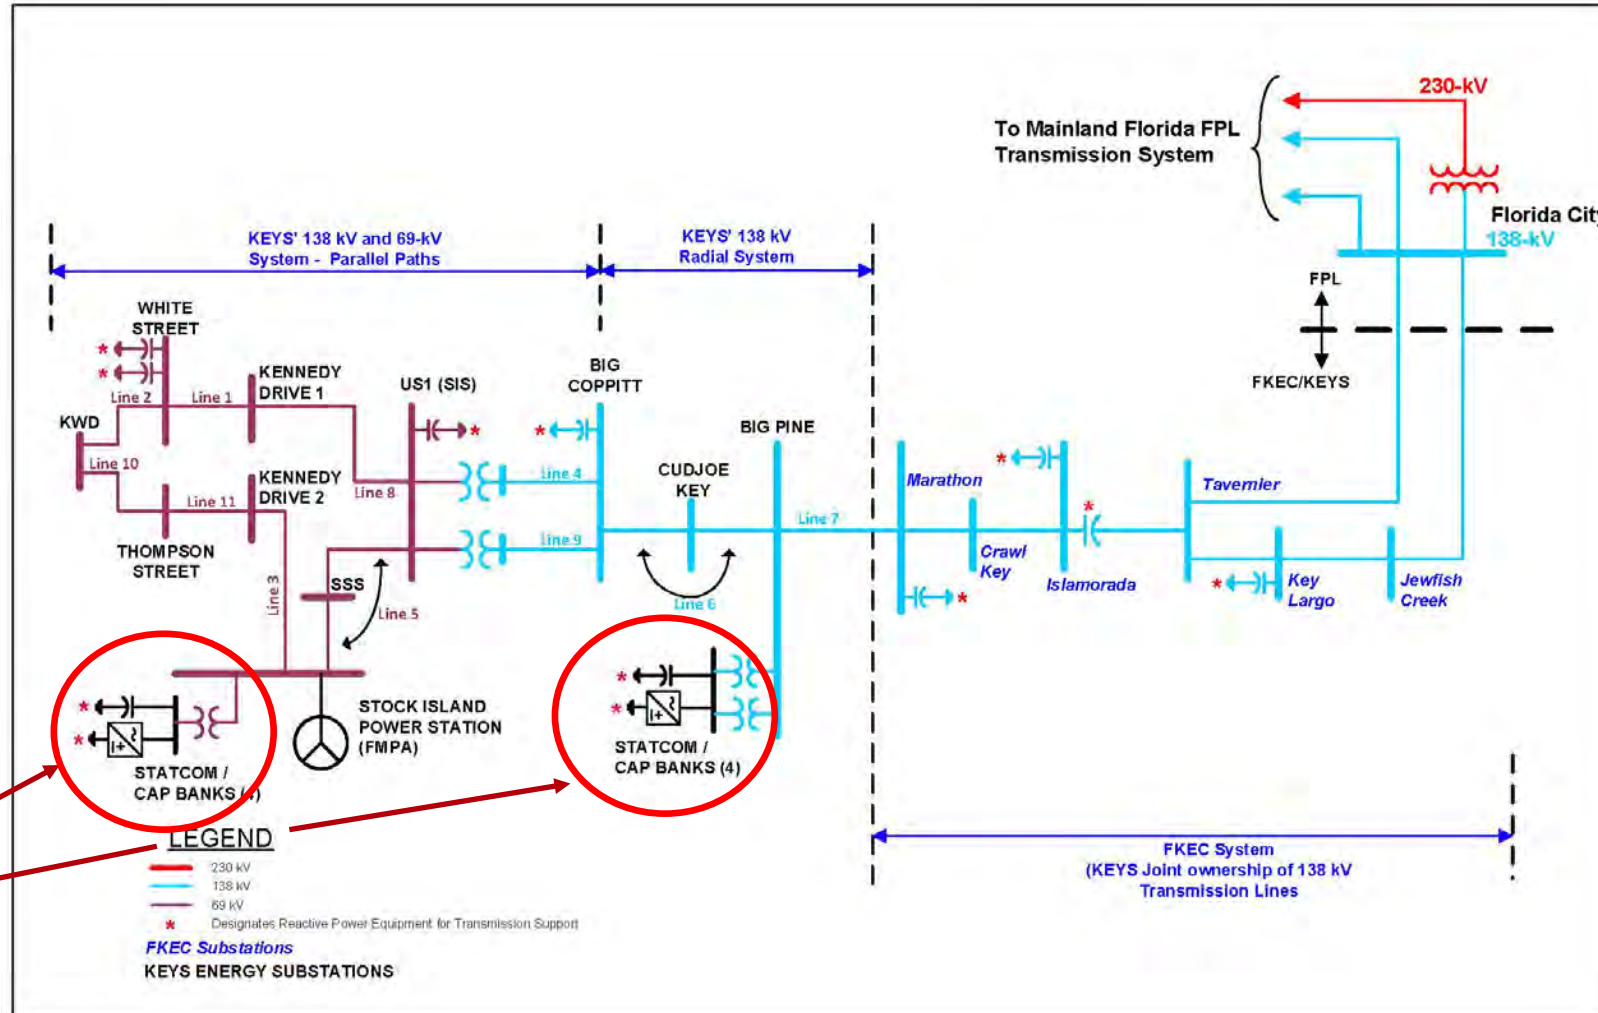 230-kV
To Mainland Florida FPL
Transmission System
Florida City
138-kV
KEYS' 138 kV and 69-kV
System - Parallel Paths
KEYS' 138 kV
Radial System
FPL
FKEC/KEYS
WHITE
STREET
* 
*
Line 2
Line 1
KENNEDY
DRIVE 1
US1 (SIS)
*
BIG
COPPITT
*
KWD
Line 10
Line 11
KENNEDY
DRIVE 2
Line 8
Line 4
Line 9
THOMPSON
STREET
Line 3
SSS
Line 5
CUDJOE
KEY
Line 6
BIG PINE
Line 7
Marathon
*
Crawl
Key
*
Islamorada
*
Tavernier
*
Key
Largo
Jewfish
Creek
*
*
STATCOM /
CAP BANKS (4)
STOCK ISLAND
POWER STATION
(FMPA)
*
*
STATCOM /
CAP BANKS (4)
FKEC System
(KEYS Joint ownership of 138 kV
Transmission Lines
LEGEND
230 kV
138 kV
69 kV
* Designates Reactive Power Equipment for Transmission Support
FKEC Substations
KEYS ENERGY SUBSTATIONS